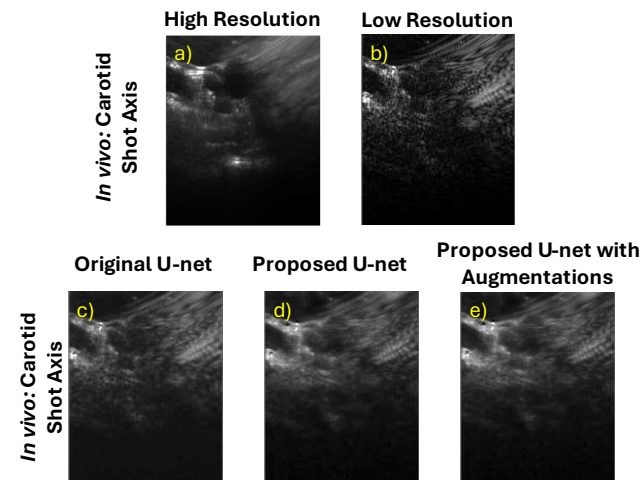 High Resolution
Low Resolution
In vivo: Carotid
Shot Axis
a)
b)
Original U-net
Proposed U-net
Proposed U-net with
Augmentations
In vivo: Carotid
Shot Axis
c)
d)
e)